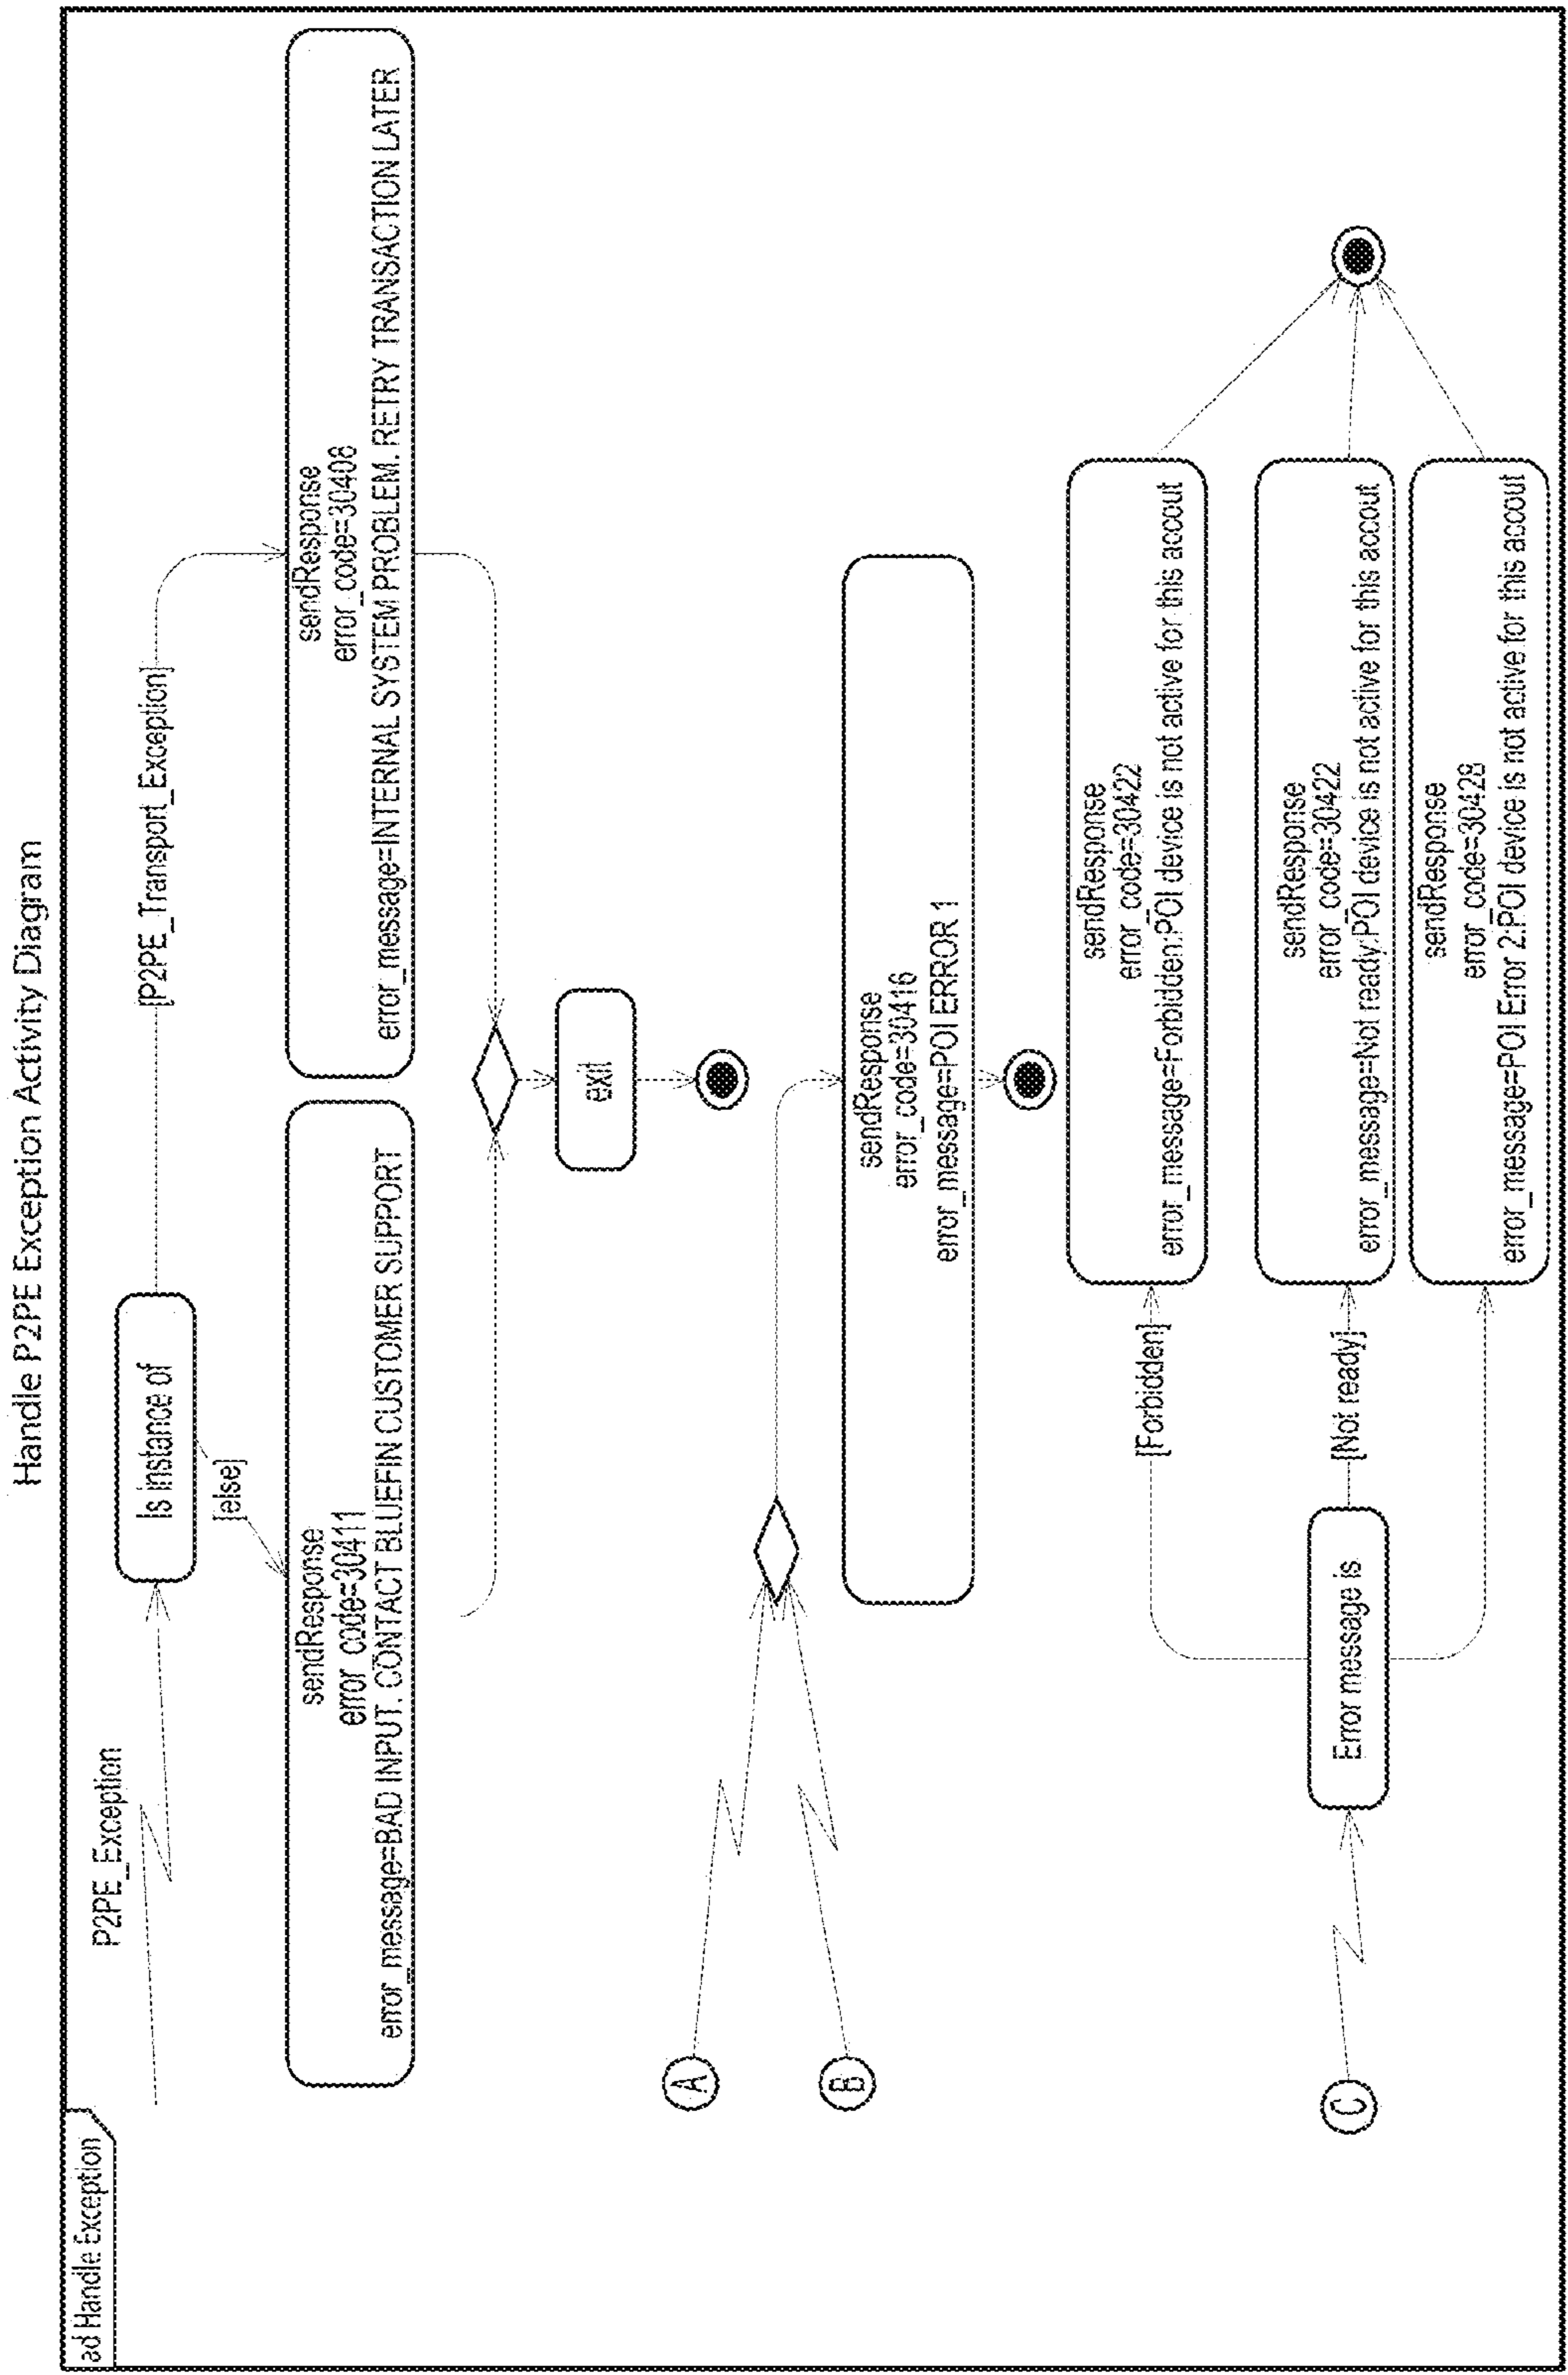 Handle P2PE Exception Activity Diagram
ad Handle Exception
P2PE_Exception
Is instance of
[P2PE_Transport_Exception]
[else]
sendResponse
error_code=30411
error_message=BAD INPUT. CONTACT BLUEFIN CUSTOMER SUPPORT
sendResponse
error_code=30408
error_message=INTERNAL SYSTEM PROBLEM. RETRY TRANSACTION LATER
exit
A
B
sendResponse
error_code=30416
error_message=POI ERROR 1
C
Error message is
[Forbidden]
sendResponse
error_code=30422
error_message=Forbidden:POI device is not active for this accout
[Not ready]
sendResponse
error_code=30422
error_message=Not ready:POI device is not active for this accout
sendResponse
error_code=30428
error_message=POI Error 2:POI device is not active for this accout